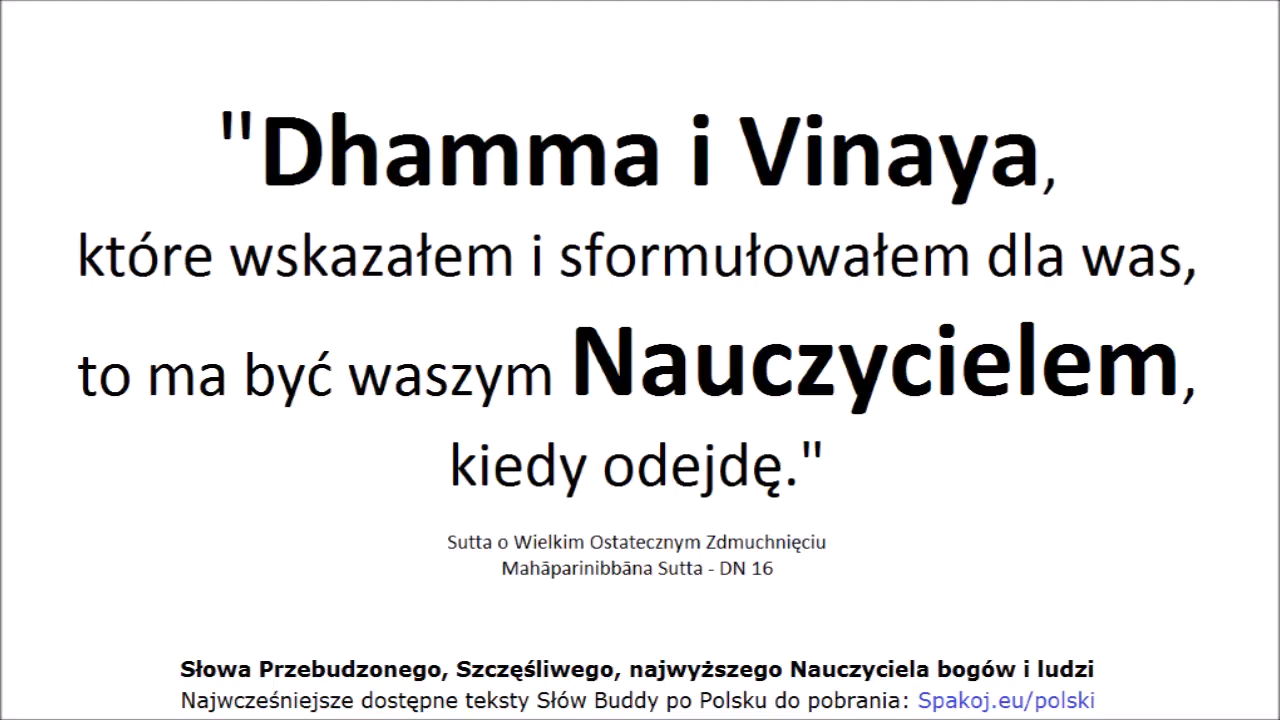 "Dhamma i Vinaya,
które wskazałem i sformułowałem dla was,
to ma być waszym Nauczycielem,
kiedy odejdę."
Sutta o Wielkim Ostatecznym Zdmuchnięciu
Mahāparinibbāna Sutta - DN 16
Słowa Przebudzonego, Szczęśliwego, najwyższego Nauczyciela bogów i ludzi
Najwcześniejsze dostępne teksty Słów Buddy po Polsku do pobrania: Spakoj.eu/polski